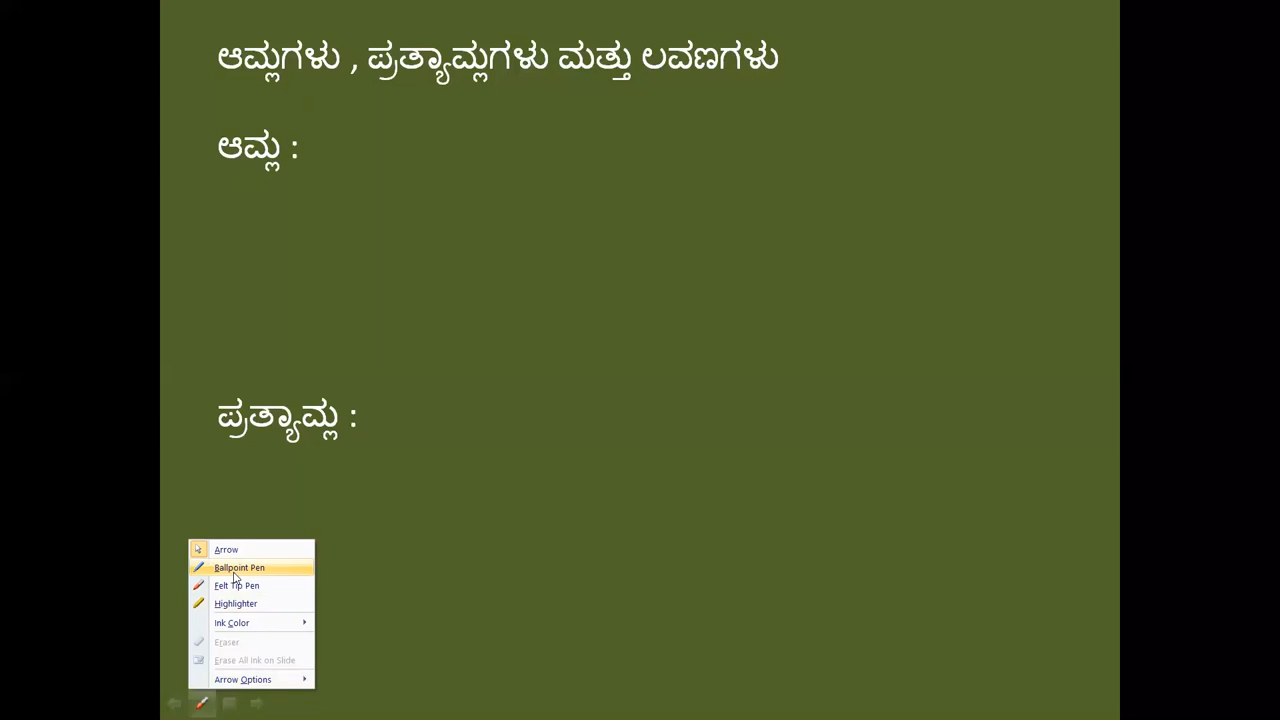 ಆಮ್ಲಗಳು , ಪ್ರತ್ಯಾಮ್ಲಗಳು ಮತ್ತು ಲವಣಗಳು
ಆಮ್ಲ :
ಪ್ರತ್ಯಾಮ್ಲ :
Arrow
Ballpoint Pen
Felt Tip Pen
Highlighter
Ink Color
Eraser
Erase All Ink on Slide
Arrow Options